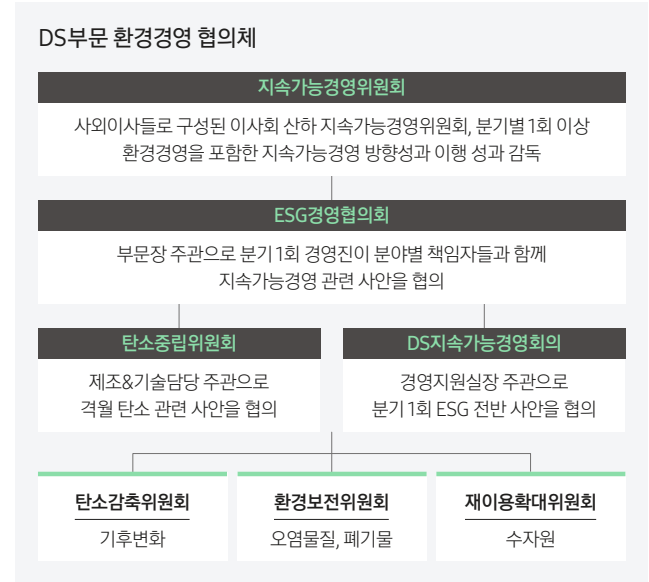 DS부문 환경경영 협의체
지속가능경영위원회
사외이사들로 구성된 이사회 산하 지속가능경영위원회, 분기별 1회 이상
환경경영을 포함한 지속가능경영 방향성과 이행 성과 감독
ESG경영협의회
부문장 주관으로 분기 1회 경영진이 분야별 책임자들과 함께
지속가능경영 관련 사안을 협의
탄소중립위원회
제조&기술담당 주관으로
격월 탄소 관련 사안을 협의
DS지속가능경영회의
경영지원실장 주관으로
분기 1회 ESG 전반 사안을 협의
탄소감축위원회
기후변화
환경보전위원회
오염물질, 폐기물
재이용확대위원회
수자원